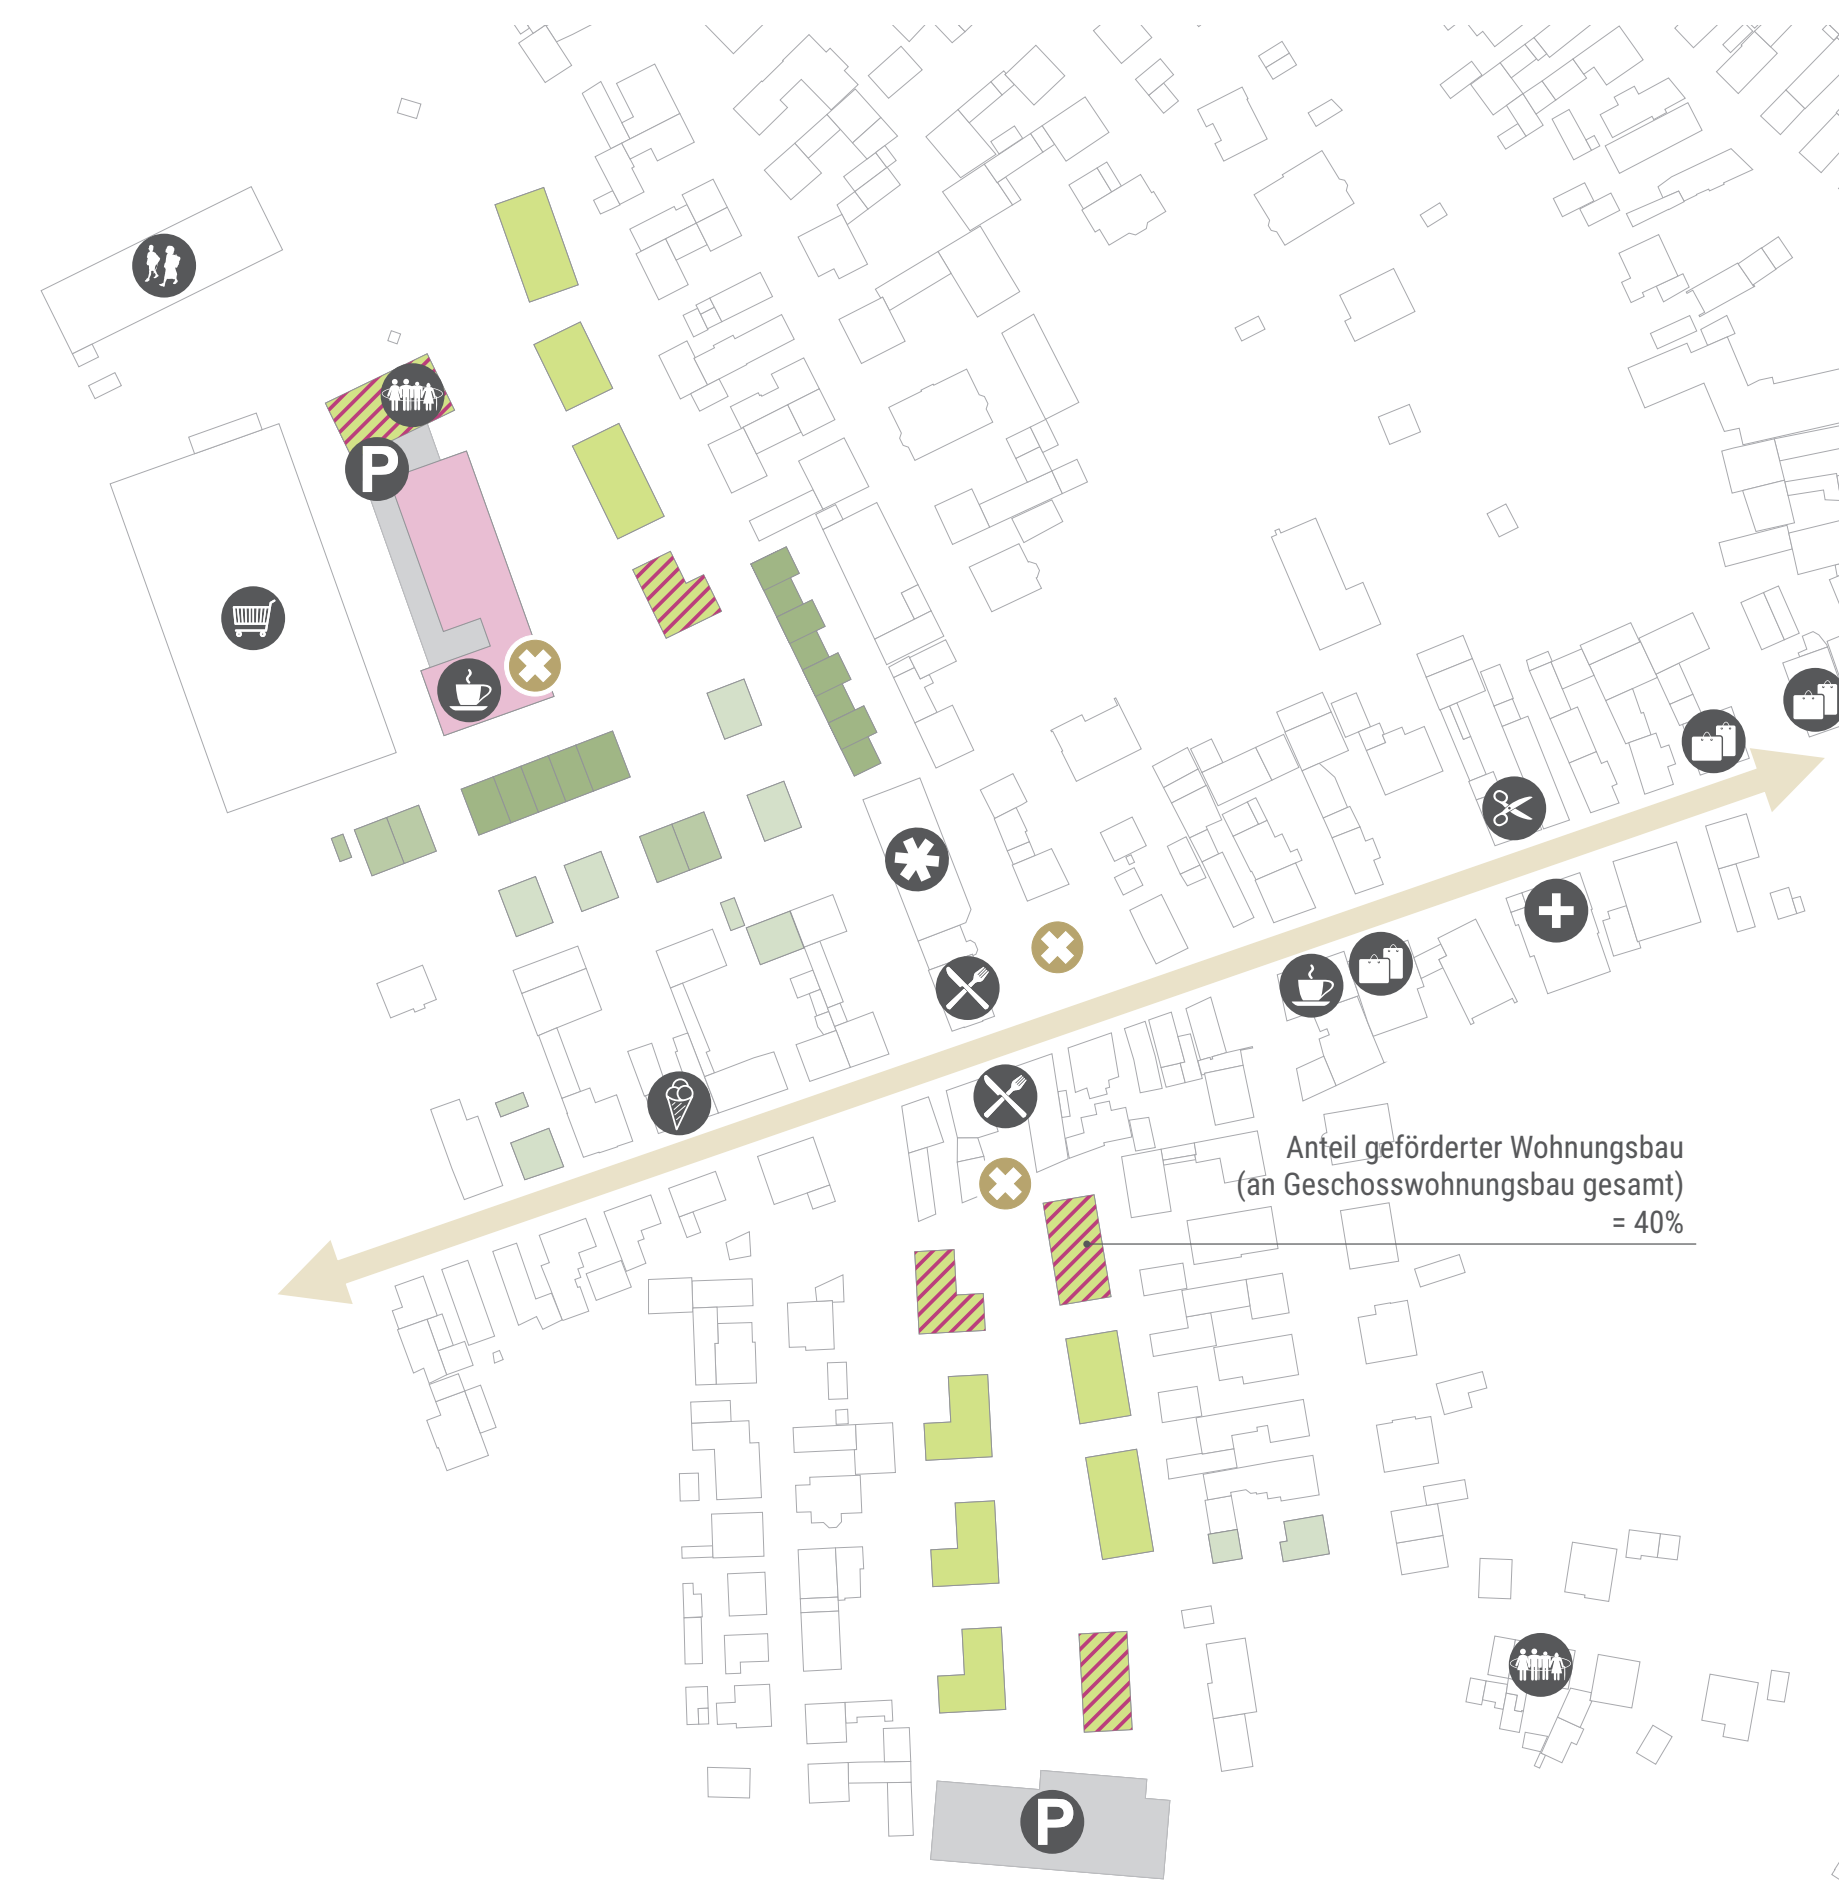 P
Anteil geförderter Wohnungsbau
(an Geschosswohnungsbau gesamt)
= 40%
P